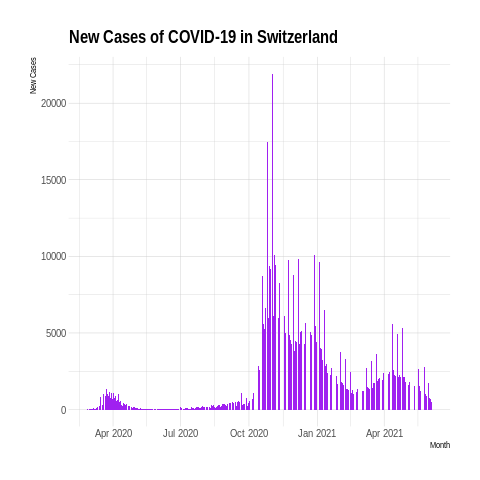 New Cases of COVID-19 in Switzerland
New Cases
20000
15000
10000
5000
0
Apr 2020 Jul 2020 Oct 2020 Jan 2021 Apr 2021
Month